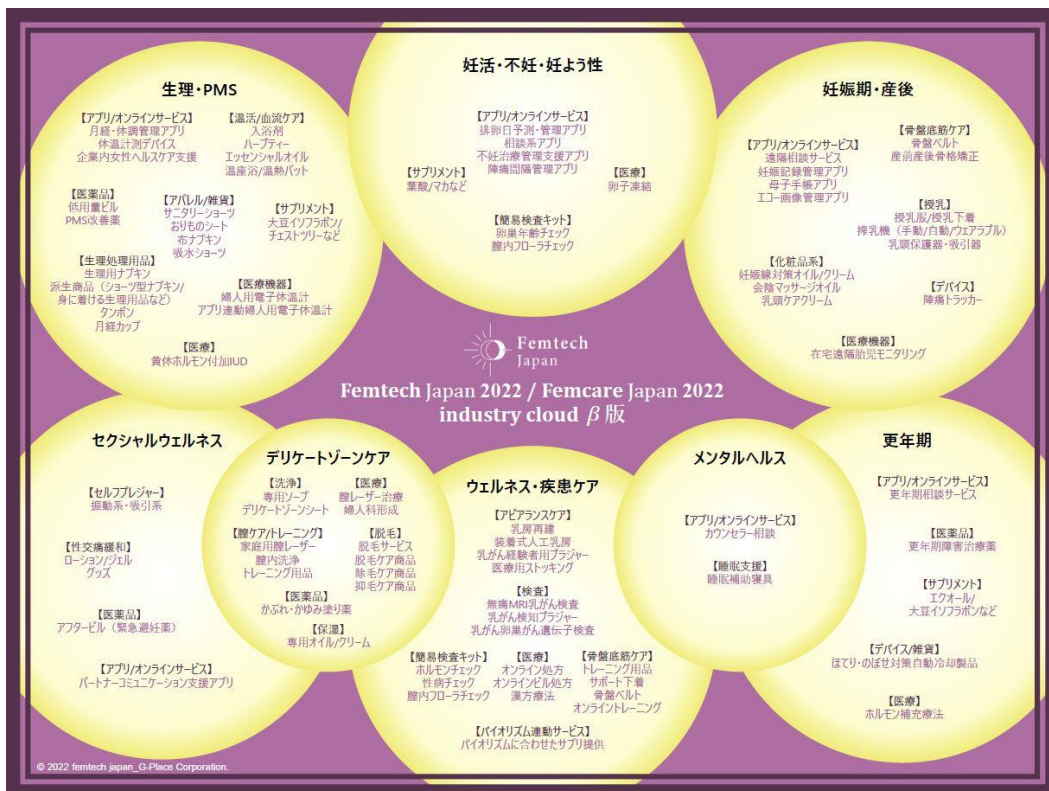 生理・PMS
【アプリ/オンラインサービス】
月経・体調管理アプリ
体温計測デバイス
企業内女性ヘルスケア支援
【温活/血流ケア】
入浴剤
ハーブティー
エッセンシャルオイル
温座浴/温熱パット
【医薬品】
低用量ピル
PMS改善薬
【アパレル/雑貨】
サニタリーショーツ
おりものシート
布ナプキン
吸水ショーツ
【サプリメント】
大豆イソフラボン/
チェストツリーなど
【生理処理用品】
生理用ナプキン
派生商品（ショーツ型ナプキン/
身に着ける生理用品など）
タンポン
月経カップ
【医療機器】
婦人用電子体温計
アプリ連動婦人用電子体温計
【医療】
黄体ホルモン付加IUD
妊活・不妊・妊よう性
【アプリ/オンラインサービス】
排卵日予測・管理アプリ
相談系アプリ
不妊治療管理支援アプリ
陣痛間隔管理アプリ
【サプリメント】
葉酸/マカなど
【医療】
卵子凍結
【簡易検査キット】
卵巣年齢チェック
膣内フローラチェック
妊娠期・産後
【アプリ/オンラインサービス】
遠隔相談サービス
妊娠記録管理アプリ
母子手帳アプリ
エコー画像管理アプリ
【骨盤底筋ケア】
骨盤ベルト
産前産後骨格矯正
【授乳】
授乳服/授乳下着
搾乳機（手動/自動/ウェアラブル）
乳頭保護器・吸引器
【化粧品系】
妊娠線対策オイル/クリーム
会陰マッサージオイル
乳頭ケアクリーム
【デバイス】
陣痛トラッカー
【医療機器】
在宅遠隔胎児モニタリング
Femtech
Japan
Femtech Japan 2022 / Femcare Japan 2022
industry cloud β版
セクシャルウェルネス
【セルフプレジャー】
振動系・吸引系
【性交痛緩和】
ローション/ジェル
グッズ
【医薬品】
アフターピル（緊急避妊薬）
【アプリ/オンラインサービス】
パートナーコミュニケーション支援アプリ
デリケートゾーンケア
【洗浄】
専用ソープ
デリケートゾーンシート
【医療】
膣レーザー治療
婦人科形成
【膣ケア/トレーニング】
家庭用膣レーザー
膣内洗浄
トレーニング用品
【脱毛】
脱毛サービス
脱毛ケア商品
除毛ケア商品
抑毛ケア商品
【医薬品】
かぶれ・かゆみ塗り薬
【保湿】
専用オイル/クリーム
ウェルネス・疾患ケア
【アピアランスケア】
乳房再建
装着式人工乳房
乳がん経験者用ブラジャー
医療用ストッキング
【検査】
無痛MRI乳がん検査
乳がん検知ブラジャー
乳がん卵巣がん遺伝子検査
【簡易検査キット】
ホルモンチェック
性病チェック
膣内フローラチェック
【医療】
オンライン処方
オンラインピル処方
漢方療法
【骨盤底筋ケア】
トレーニング用品
サポート下着
骨盤ベルト
オンライントレーニング
【バイオリズム連動サービス】
バイオリズムに合わせたサプリ提供
メンタルヘルス
【アプリ/オンラインサービス】
カウンセラー相談
【睡眠支援】
睡眠補助寝具
更年期
【アプリ/オンラインサービス】
更年期相談サービス
【医薬品】
更年期障害治療薬
【サプリメント】
エクオール/
大豆イソフラボンなど
【デバイス/雑貨】
ほてり・のぼせ対策自動冷却製品
【医療】
ホルモン補充療法
© 2022 femtech japan_G-Place Corporation.